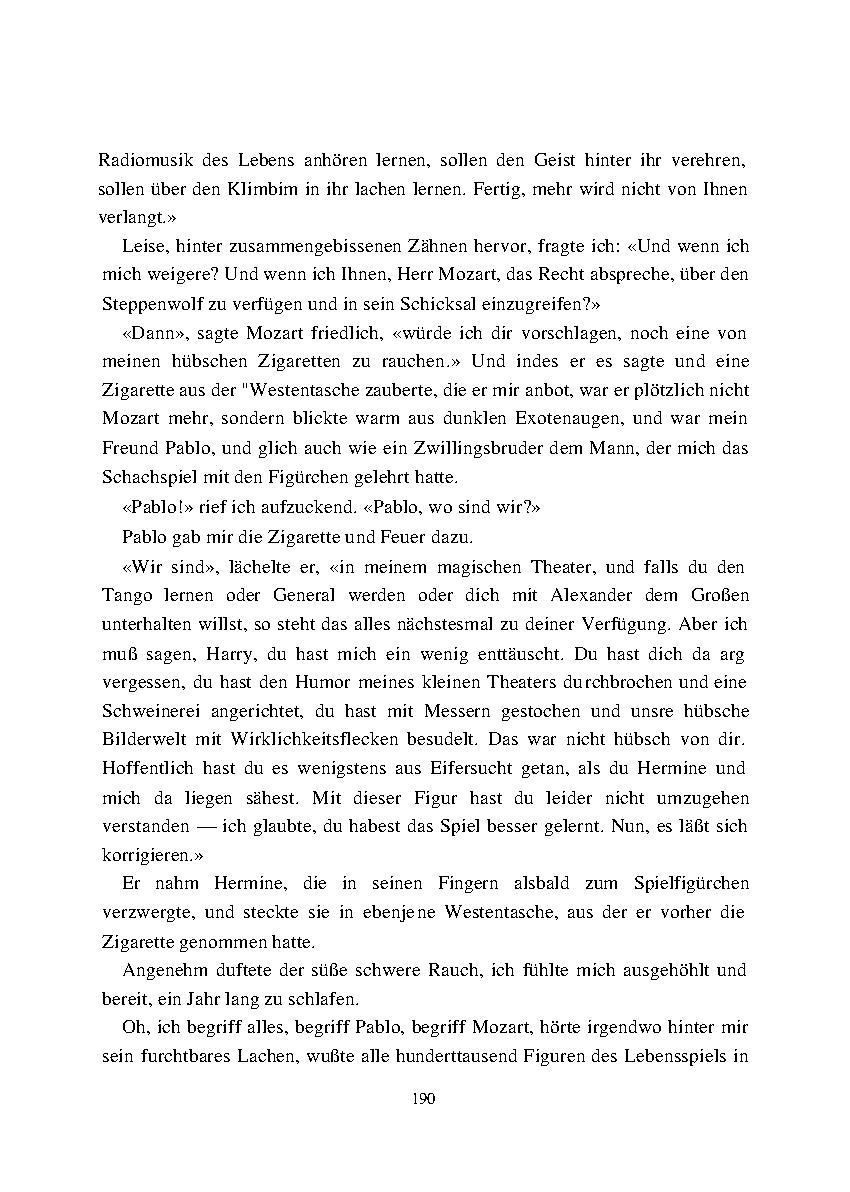 Radiomusik des Lebens anhören lernen, sollen den Geist hinter ihr verehren,
sollen über den Klimbim in ihr lachen lernen. Fertig, mehr wird nicht von Ihnen
verlangt.»
Leise, hinter zusammengebissenen Zähnen hervor, fragte ich: «Und wenn ich
mich weigere? Und wenn ich Ihnen, Herr Mozart, das Recht abspreche, über den
Steppenwolf zu verfügen und in sein Schicksal einzugreifen?»
«Dann», sagte Mozart friedlich, «würde ich dir vorschlagen, noch eine von
meinen hübschen Zigaretten zu rauchen.» Und indes er es sagte und eine
Zigarette aus der "Westentasche zauberte, die er mir anbot, war er plötzlich nicht
Mozart mehr, sondern blickte warm aus dunklen Exotenaugen, und war mein
Freund Pablo, und glich auch wie ein Zwillingsbruder dem Mann, der mich das
Schachspiel mit den Figürchen gelehrt hatte.
«Pablo!» rief ich aufzuckend. «Pablo, wo sind wir?»
Pablo gab mir die Zigarette und Feuer dazu.
«Wir sind», lächelte er, «in meinem magischen Theater, und falls du den
Tango lernen oder General werden oder dich mit Alexander dem Großen
unterhalten willst, so steht das alles nächstesmal zu deiner Verfügung. Aber ich
muß sagen, Harry, du hast mich ein wenig enttäuscht. Du hast dich da arg
vergessen, du hast den Humor meines kleinen Theaters durchbrochen und eine
Schweinerei angerichtet, du hast mit Messern gestochen und unsre hübsche
Bilderwelt mit Wirklichkeitsflecken besudelt. Das war nicht hübsch von dir.
Hoffentlich hast du es wenigstens aus Eifersucht getan, als du Hermine und
mich da liegen sähest. Mit dieser Figur hast du leider nicht umzugehen
verstanden — ich glaubte, du habest das Spiel besser gelernt. Nun, es läßt sich
korrigieren.»
Er nahm Hermine, die in seinen Fingern alsbald zum Spielfigürchen
verzwergte, und steckte sie in ebenjene Westentasche, aus der er vorher die
Zigarette genommen hatte.
Angenehm duftete der süße schwere Rauch, ich fühlte mich ausgehöhlt und
bereit, ein Jahr lang zu schlafen.
Oh, ich begriff alles, begriff Pablo, begriff Mozart, hörte irgendwo hinter mir
sein furchtbares Lachen, wußte alle hunderttausend Figuren des Lebensspiels in
190